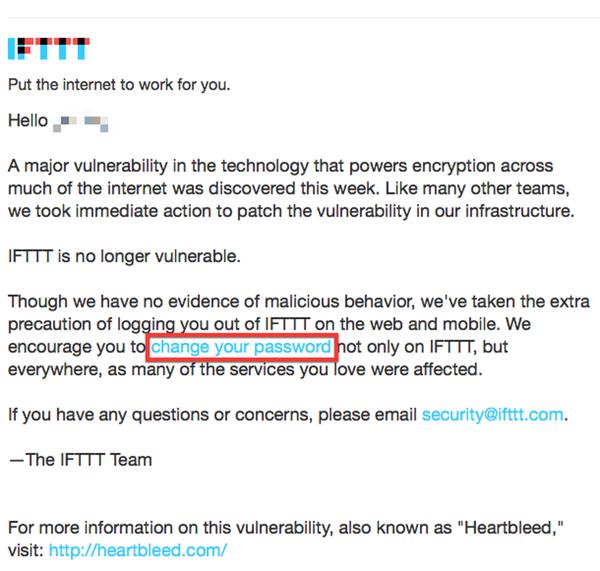 IFTTT
Put the internet to work for you.
Hello
A major vulnerability in the technology that powers encryption across
much of the internet was discovered this week. Like many other teams,
we took immediate action to patch the vulnerability in our infrastructure.
IFTTT is no longer vulnerable.
Though we have no evidence of malicious behavior, we've taken the extra
precaution of logging you out of IFTTT on the web and mobile. We
encourage you to change your password not only on IFTTT, but
everywhere, as many of the services you love were affected.
If you have any questions or concerns, please email security@ifttt.com.
—The IFTTT Team
For more information on this vulnerability, also known as "Heartbleed,"
visit: http://heartbleed.com/